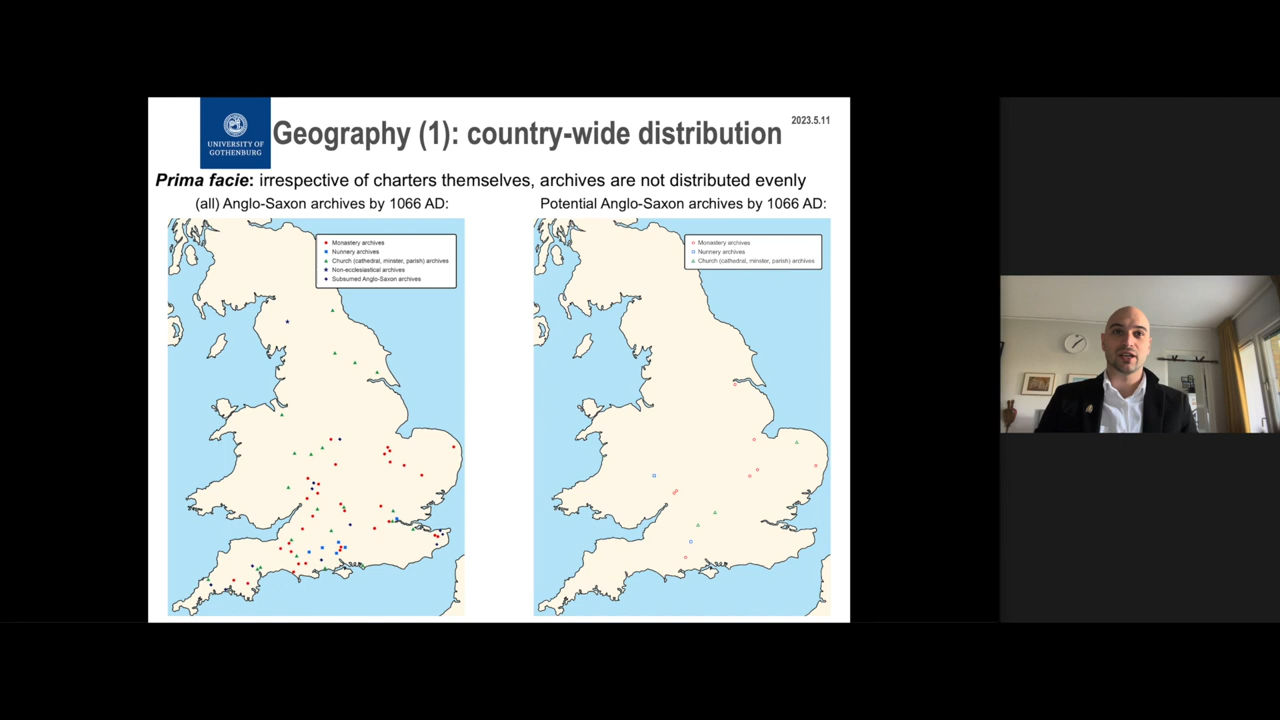 UNIVERSITY OF
GOTHENBURG
Geography (1): country-wide distribution
2023.5.11
Prima facie: irrespective of charters themselves, archives are not distributed evenly
(all) Anglo-Saxon archives by 1066 AD:
Potential Anglo-Saxon archives by 1066 AD:
Monastery archives
Nunnery archives
Church (cathedral, minster, parish) archives
Non-ecclesiastical archives
Subsumed Anglo-Saxon archives
Monastery archives
Nunnery archives
Church (cathedral, minster, parish) archives